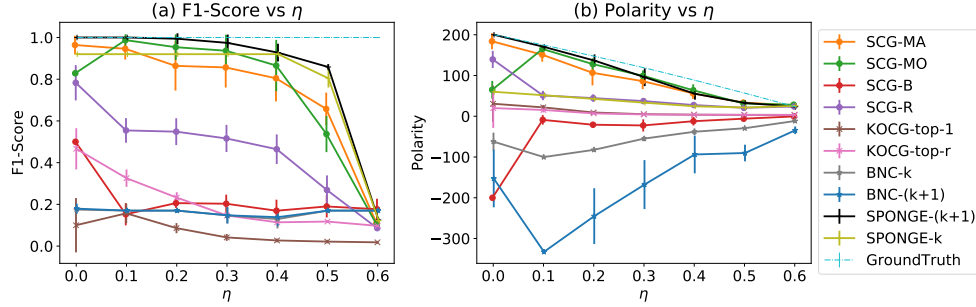 (a) F1-Score vs η
F1-Score
1.0
0.8
0.6
0.4
0.2
0.0
0.0 0.1 0.2 0.3 0.4 0.5 0.6
η
(b) Polarity vs η
Polarity
200
100
0
−100
−200
−300
0.0 0.1 0.2 0.3 0.4 0.5 0.6
η
SCG-MA
SCG-MO
SCG-B
SCG-R
KOCG-top-1
KOCG-top-r
BNC-k
BNC-(k+1)
SPONGE-(k+1)
SPONGE-k
GroundTruth